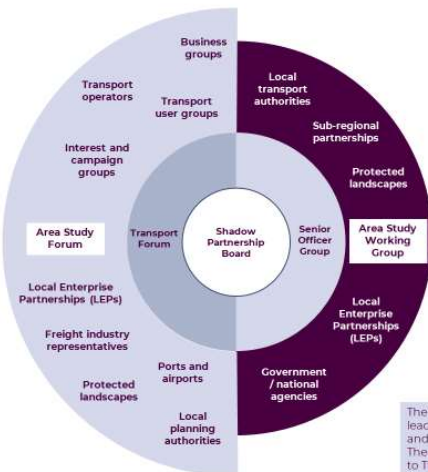 Business
groups
Transport
operators
Transport
user groups
Interest and
campaign
groups
Area Study
Forum
Transport
Forum
Local Enterprise
Partnerships (LEPs)
Freight industry
representatives
Ports and
airports
Protected
landscapes
Local
planning
authorities
Shadow
Partnership
Board
Local
transport
authorities
Sub-regional
partnerships
Protected
landscapes
Senior
Officer
Group
Area Study
Working
Group
Local
Enterprise
Partnerships
(LEPs)
Government
/ national
agencies
The
lead
and
The
to T